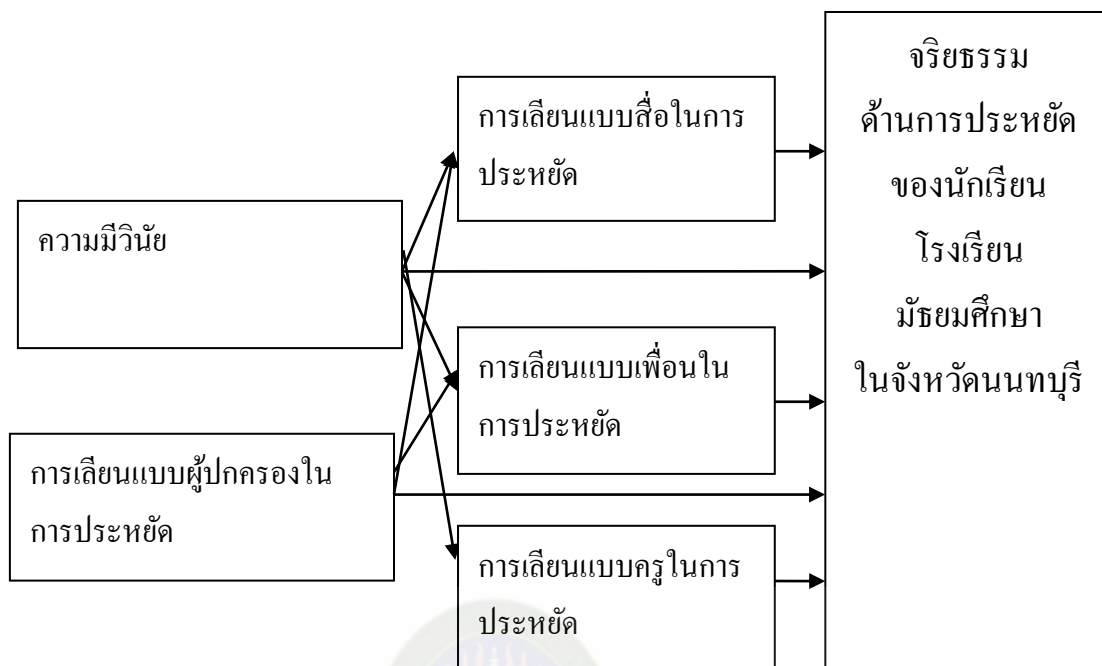 ความมีวินัย
การเลียนแบบผู้ปกครองใน
การประหยัด
การเลียนแบบสื่อในการ
ประหยัด
การเลียนแบบเพื่อนใน
การประหยัด
การเลียนแบบครูในการ
ประหยัด
จริยธรรม
ด้านการประหยัด
ของนักเรียน
โรงเรียน
มัธยมศึกษา
ในจังหวัดนนทบุรี